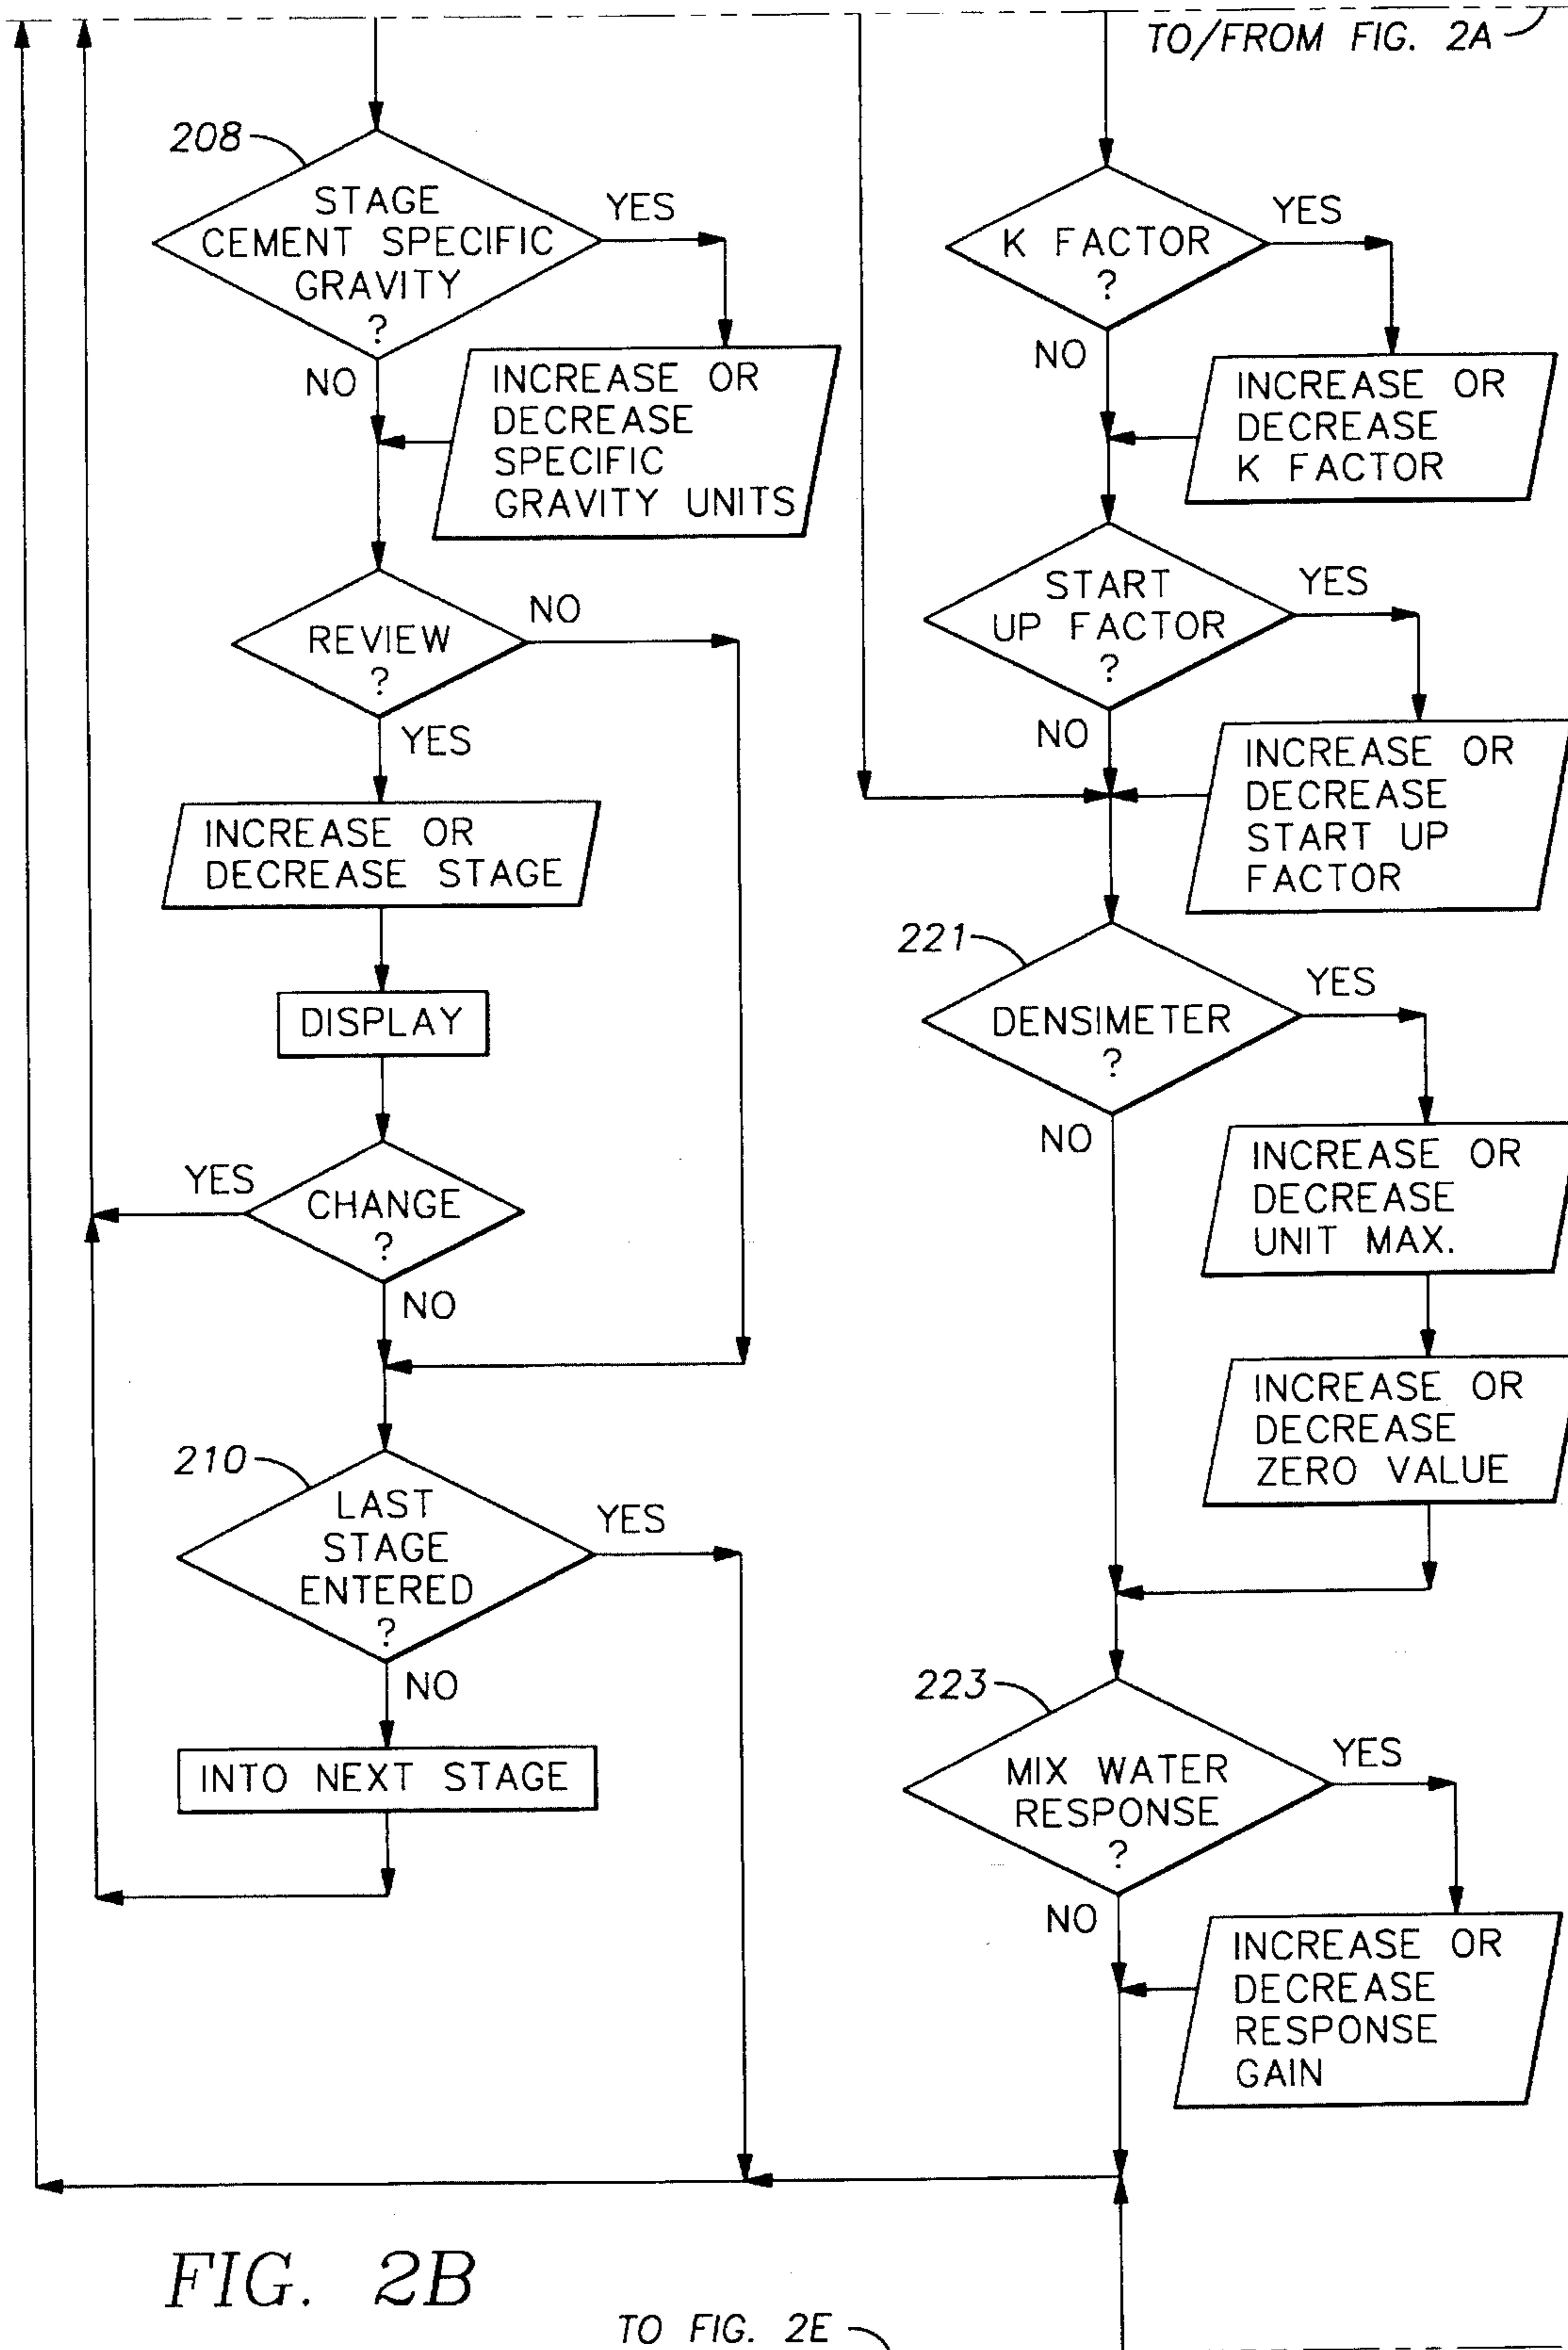 TO/FROM FIG. 2A
208
STAGE
CEMENT SPECIFIC
GRAVITY
?
YES
NO
INCREASE OR
DECREASE
SPECIFIC
GRAVITY UNITS
REVIEW
?
NO
YES
INCREASE OR
DECREASE STAGE
DISPLAY
CHANGE
?
YES
NO
210
LAST
STAGE
ENTERED
?
YES
NO
INTO NEXT STAGE
K FACTOR
?
YES
NO
INCREASE OR
DECREASE
K FACTOR
START
UP FACTOR
?
YES
NO
INCREASE OR
DECREASE
START UP
FACTOR
221
DENSIMETER
?
YES
NO
INCREASE OR
DECREASE
UNIT MAX.
INCREASE OR
DECREASE
ZERO VALUE
223
MIX WATER
RESPONSE
?
YES
NO
INCREASE OR
DECREASE
RESPONSE
GAIN
FIG. 2B
TO FIG. 2E